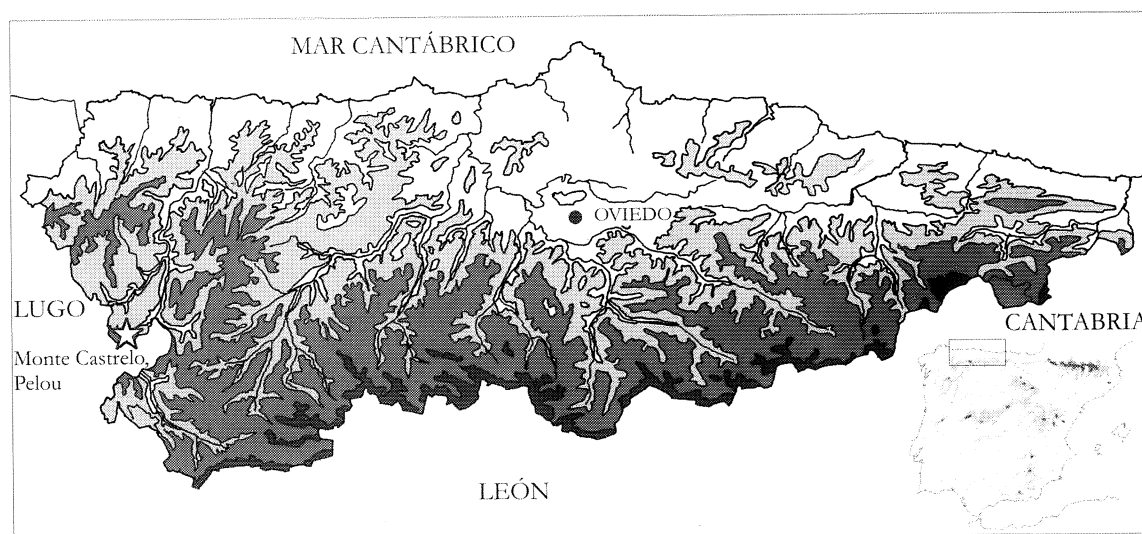 MAR CANTÁBRICO
OVIEDO
LUGO
CANTABRIA
Monte Castrelo,
Pelou
LEÓN